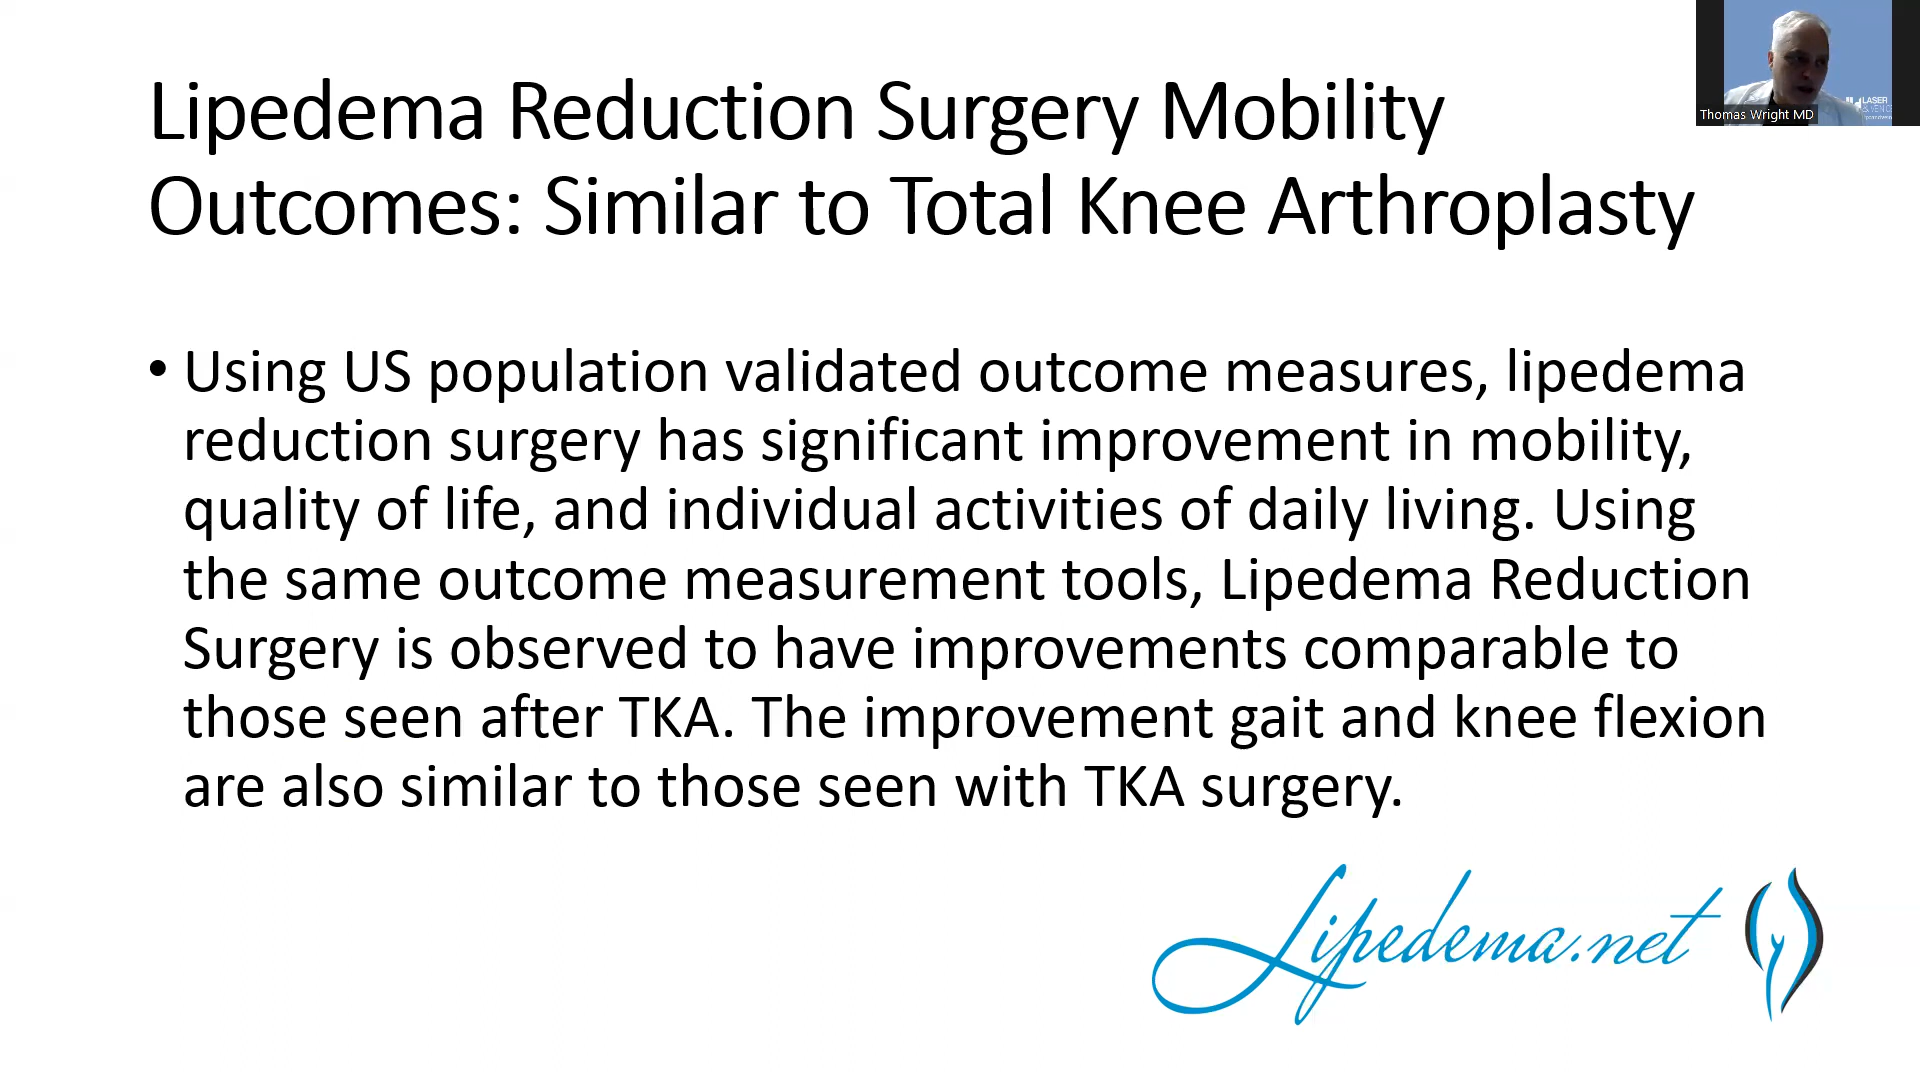 Lipedema Reduction Surgery Mobility
Outcomes: Similar to Total Knee Arthroplasty
• Using US population validated outcome measures, lipedema
reduction surgery has significant improvement in mobility,
quality of life, and individual activities of daily living. Using
the same outcome measurement tools, Lipedema Reduction
Surgery is observed to have improvements comparable to
those seen after TKA. The improvement gait and knee flexion
are also similar to those seen with TKA surgery.
Lipedema.net
LASER
Thomas Wright MD